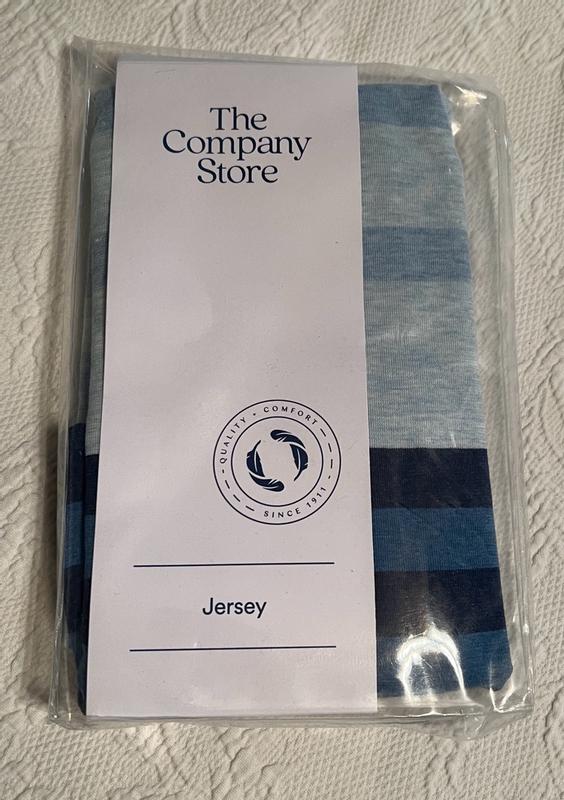 The
Company
Store
QUALITY • COMFORT
SINCE 1911
Jersey